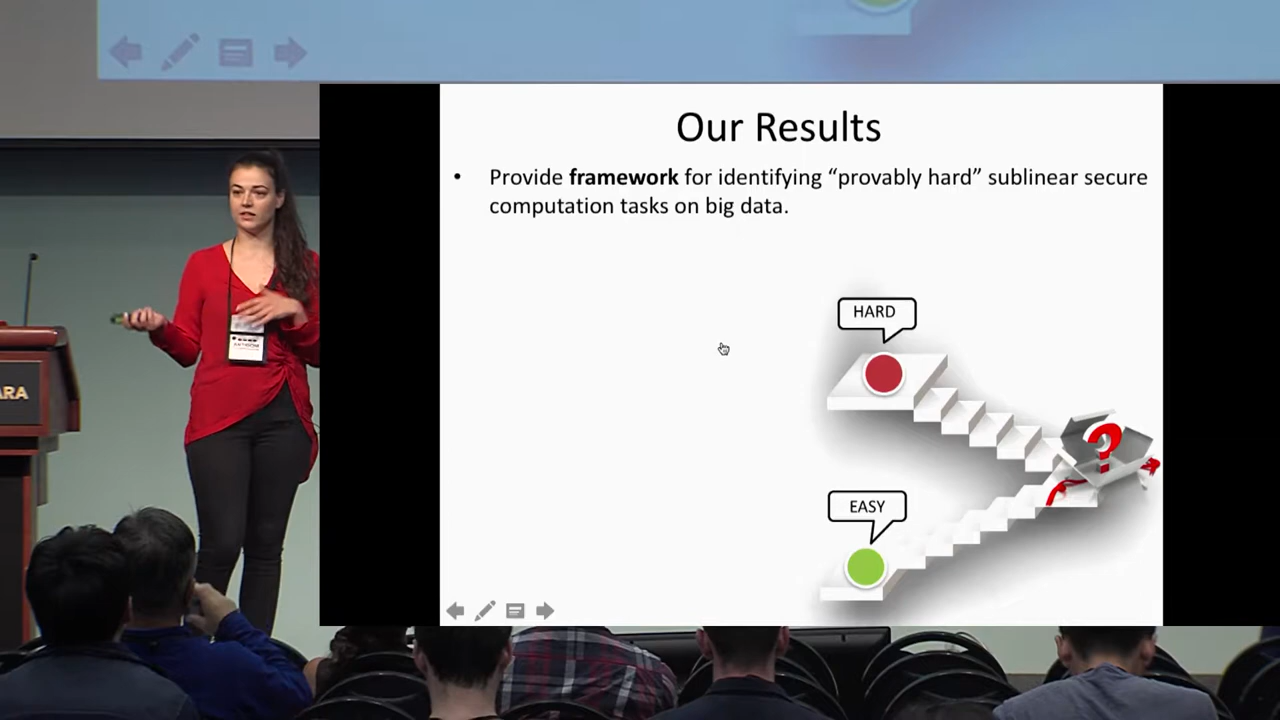 Our Results
• Provide framework for identifying “provably hard” sublinear secure
computation tasks on big data.
HARD
?
EASY
ARA